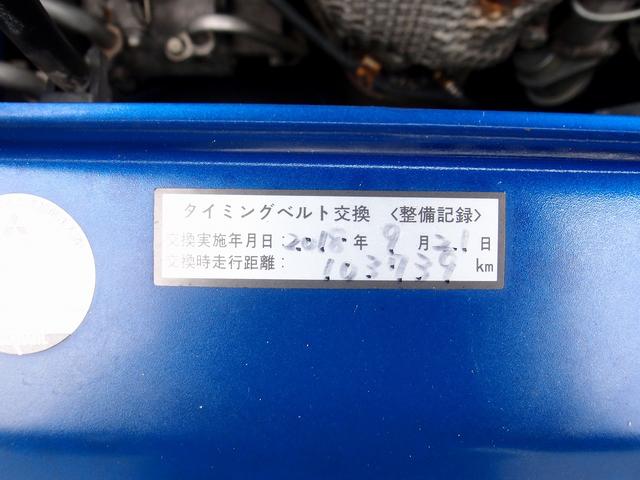 タイミングベルト交換 〈整備記録〉
交換実施年月日：2018年 9月21日
交換時走行距離： 103739 km